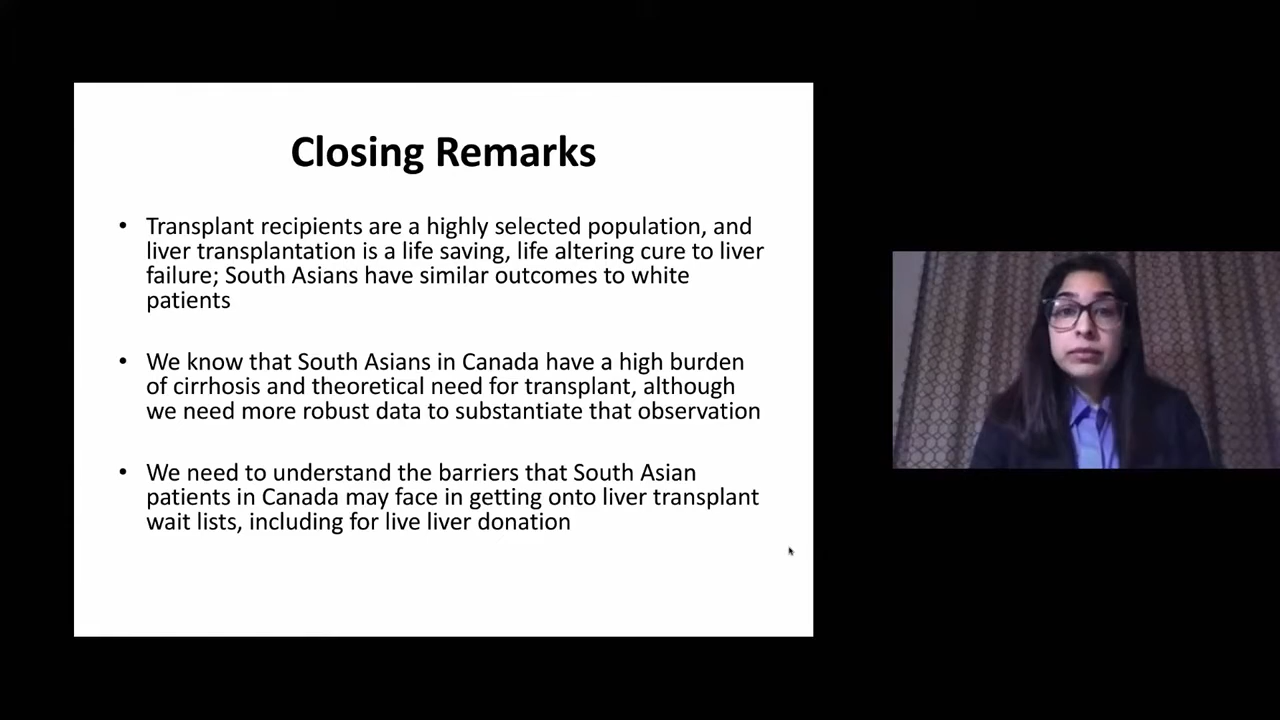 Closing Remarks
• Transplant recipients are a highly selected population, and
liver transplantation is a life saving, life altering cure to liver
failure; South Asians have similar outcomes to white
patients
• We know that South Asians in Canada have a high burden
of cirrhosis and theoretical need for transplant, although
we need more robust data to substantiate that observation
• We need to understand the barriers that South Asian
patients in Canada may face in getting onto liver transplant
wait lists, including for live liver donation